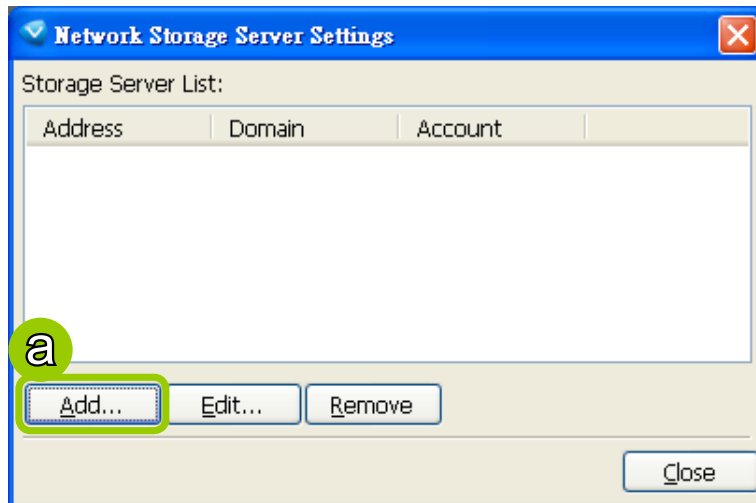 Network Storage Server Settings
Storage Server List:
Address Domain Account
a
Add... Edit... Remove
Close